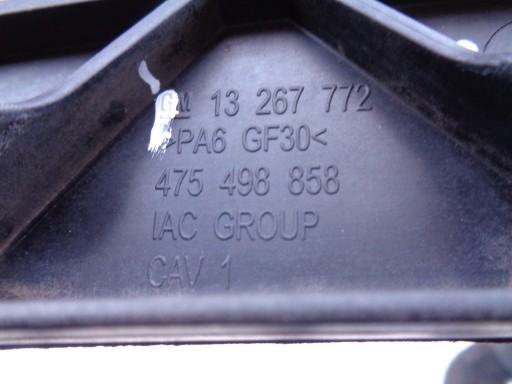 GM 13 267 772
>PA6 GF30<
475 498 858
IAC GROUP
CAV 1